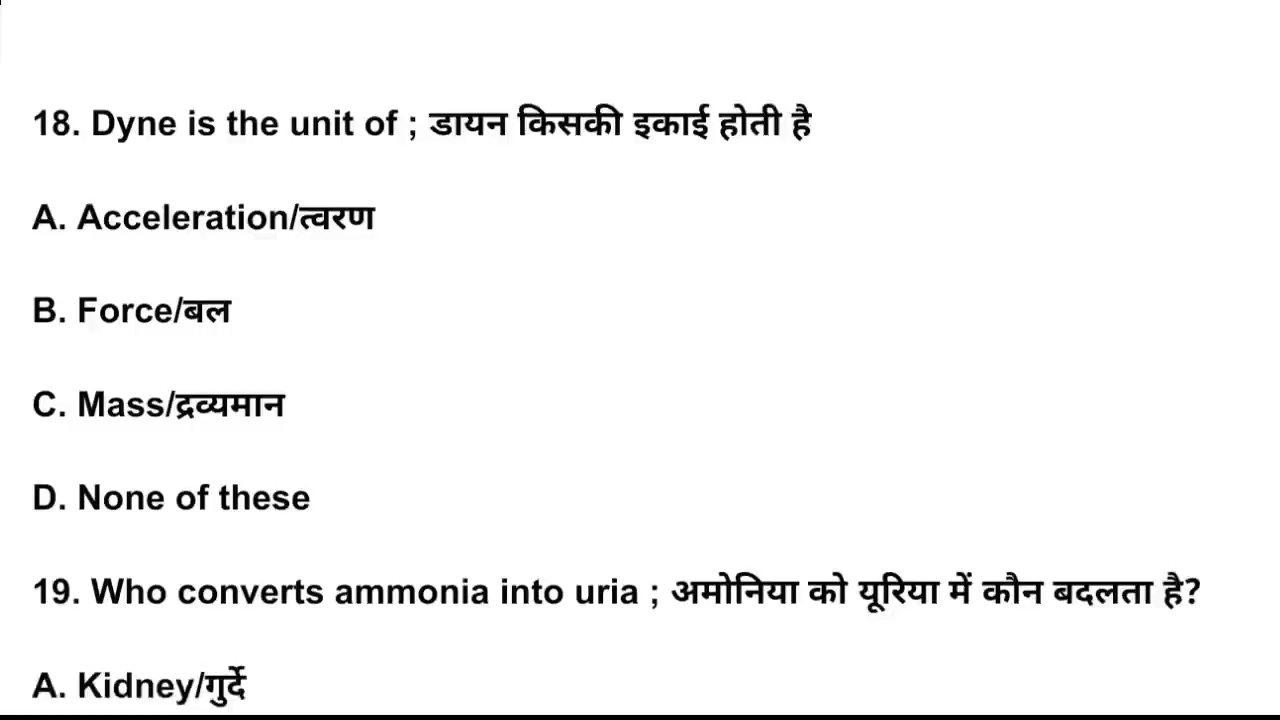 18. Dyne is the unit of ; डायन किसकी इकाई होती है
A. Acceleration/त्वरण
B. Force/बल
C. Mass/द्रव्यमान
D. None of these
19. Who converts ammonia into uria ; अमोनिया को यूरिया में कौन बदलता है?
A. Kidney/गुर्दे